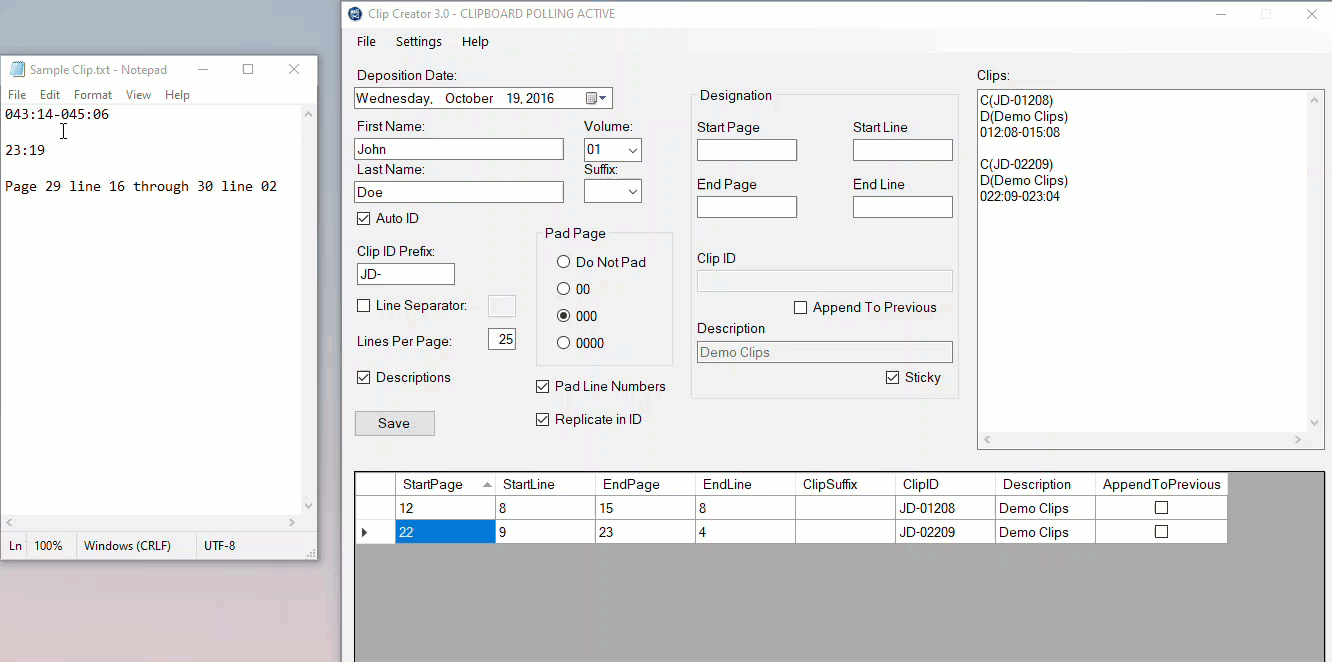 Sample Clip.txt - Notepad
File Edit Format View Help
043:14-045:06
23:19
Page 29 line 16 through 30 line 02
Ln 100% Windows (CRLF) UTF-8
Clip Creator 3.0 - CLIPBOARD POLLING ACTIVE
File Settings Help
Deposition Date:
Wednesday, October 19, 2016
First Name:
John
Volume:
01
Last Name:
Doe
Suffix:
Auto ID
Clip ID Prefix:
JD-
Line Separator:
Lines Per Page:
25
Descriptions
Save
Pad Page
Do Not Pad
00
000
0000
Pad Line Numbers
Replicate in ID
Designation
Start Page
Start Line
End Page
End Line
Clip ID
Append To Previous
Description
Demo Clips
Sticky
Clips:
C(JD-01208)
D(Demo Clips)
012:08-015:08
C(JD-02209)
D(Demo Clips)
022:09-023:04
StartPage StartLine EndPage EndLine ClipSuffix ClipID Description AppendToPrevious
12 8 15 8 JD-01208 Demo Clips
22 9 23 4 JD-02209 Demo Clips